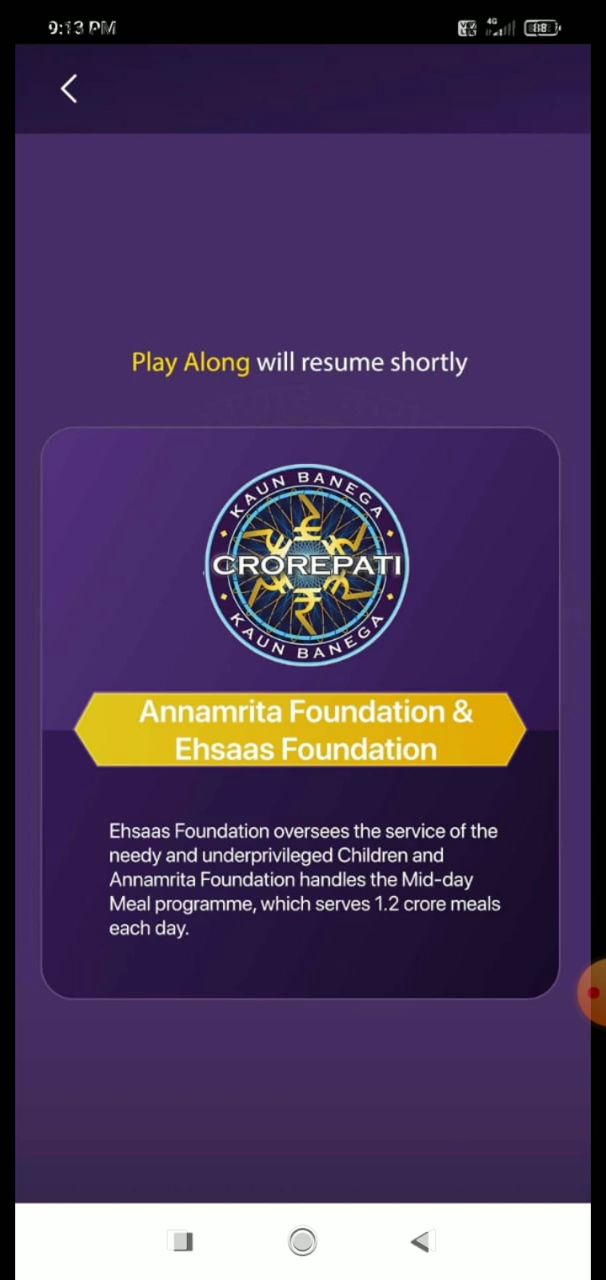 9:13 PM
4G
Play Along will resume shortly
KAUN BANEGA
CROREPATI
KAUN BANEGA
Annamrita Foundation &
Ehsaas Foundation
Ehsaas Foundation oversees the service of the
needy and underprivileged Children and
Annamrita Foundation handles the Mid-day
Meal programme, which serves 1.2 crore meals
each day.